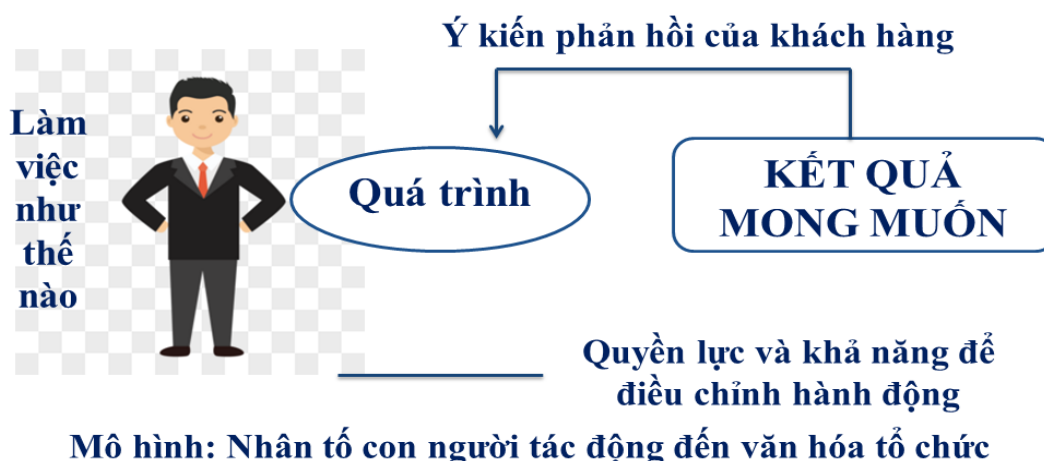 Ý kiến phản hồi của khách hàng
Làm
việc
như
thế
nào
Quá trình
KẾT QUẢ
MONG MUỐN
Quyền lực và khả năng để
điều chỉnh hành động
Mô hình: Nhân tố con người tác động đến văn hóa tổ chức